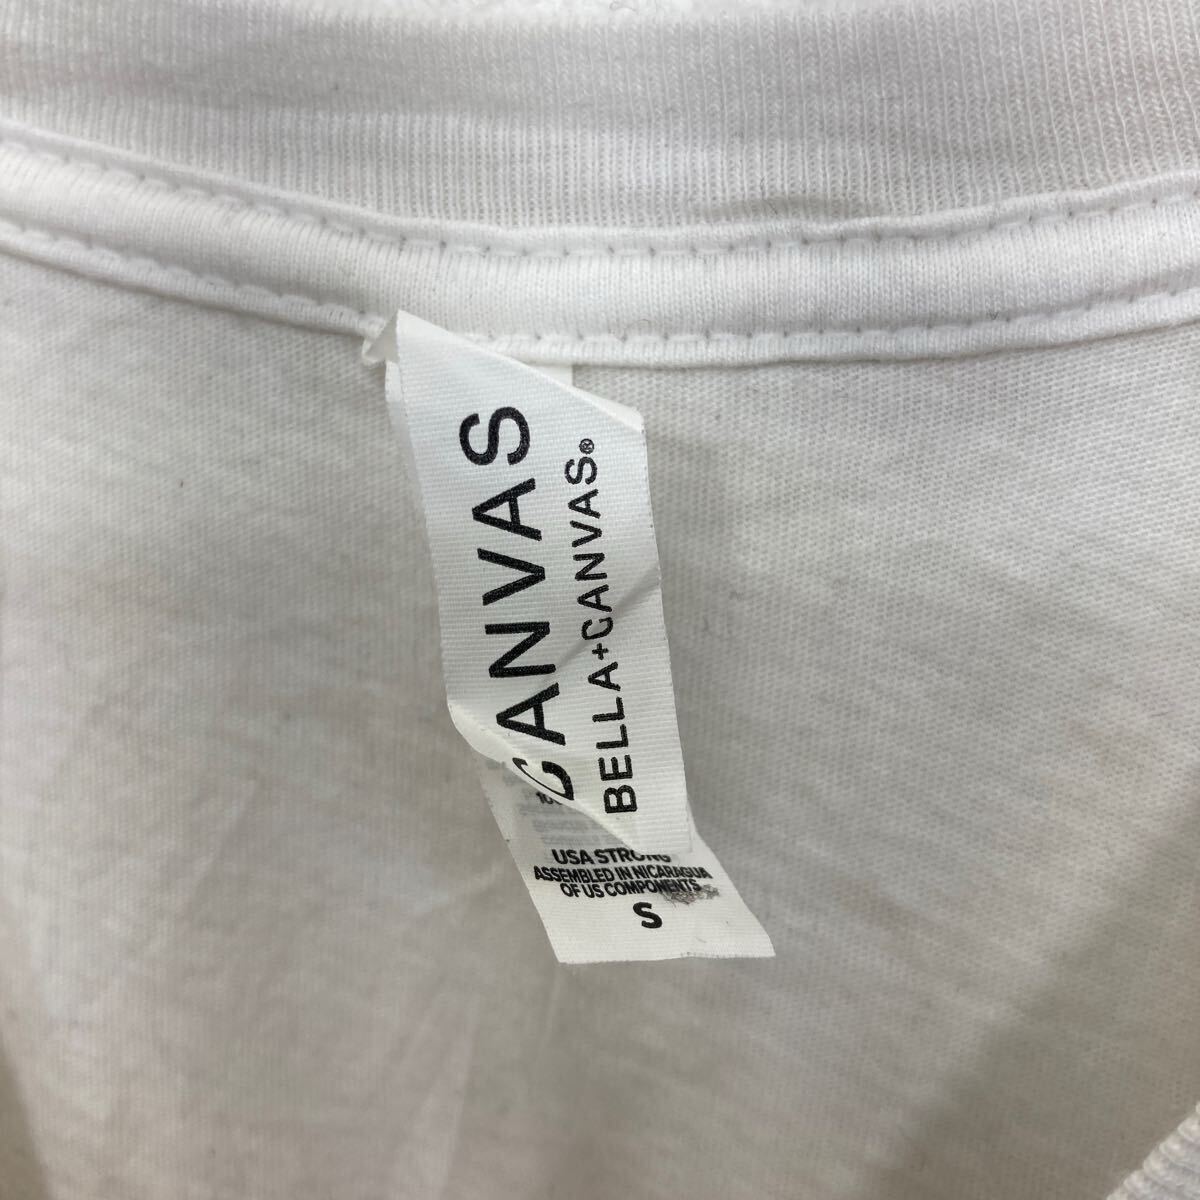 CANVAS
BELLA+CANVAS®
USA STRONG
ASSEMBLED IN NICARAGUA
OF US COMPONENTS
S